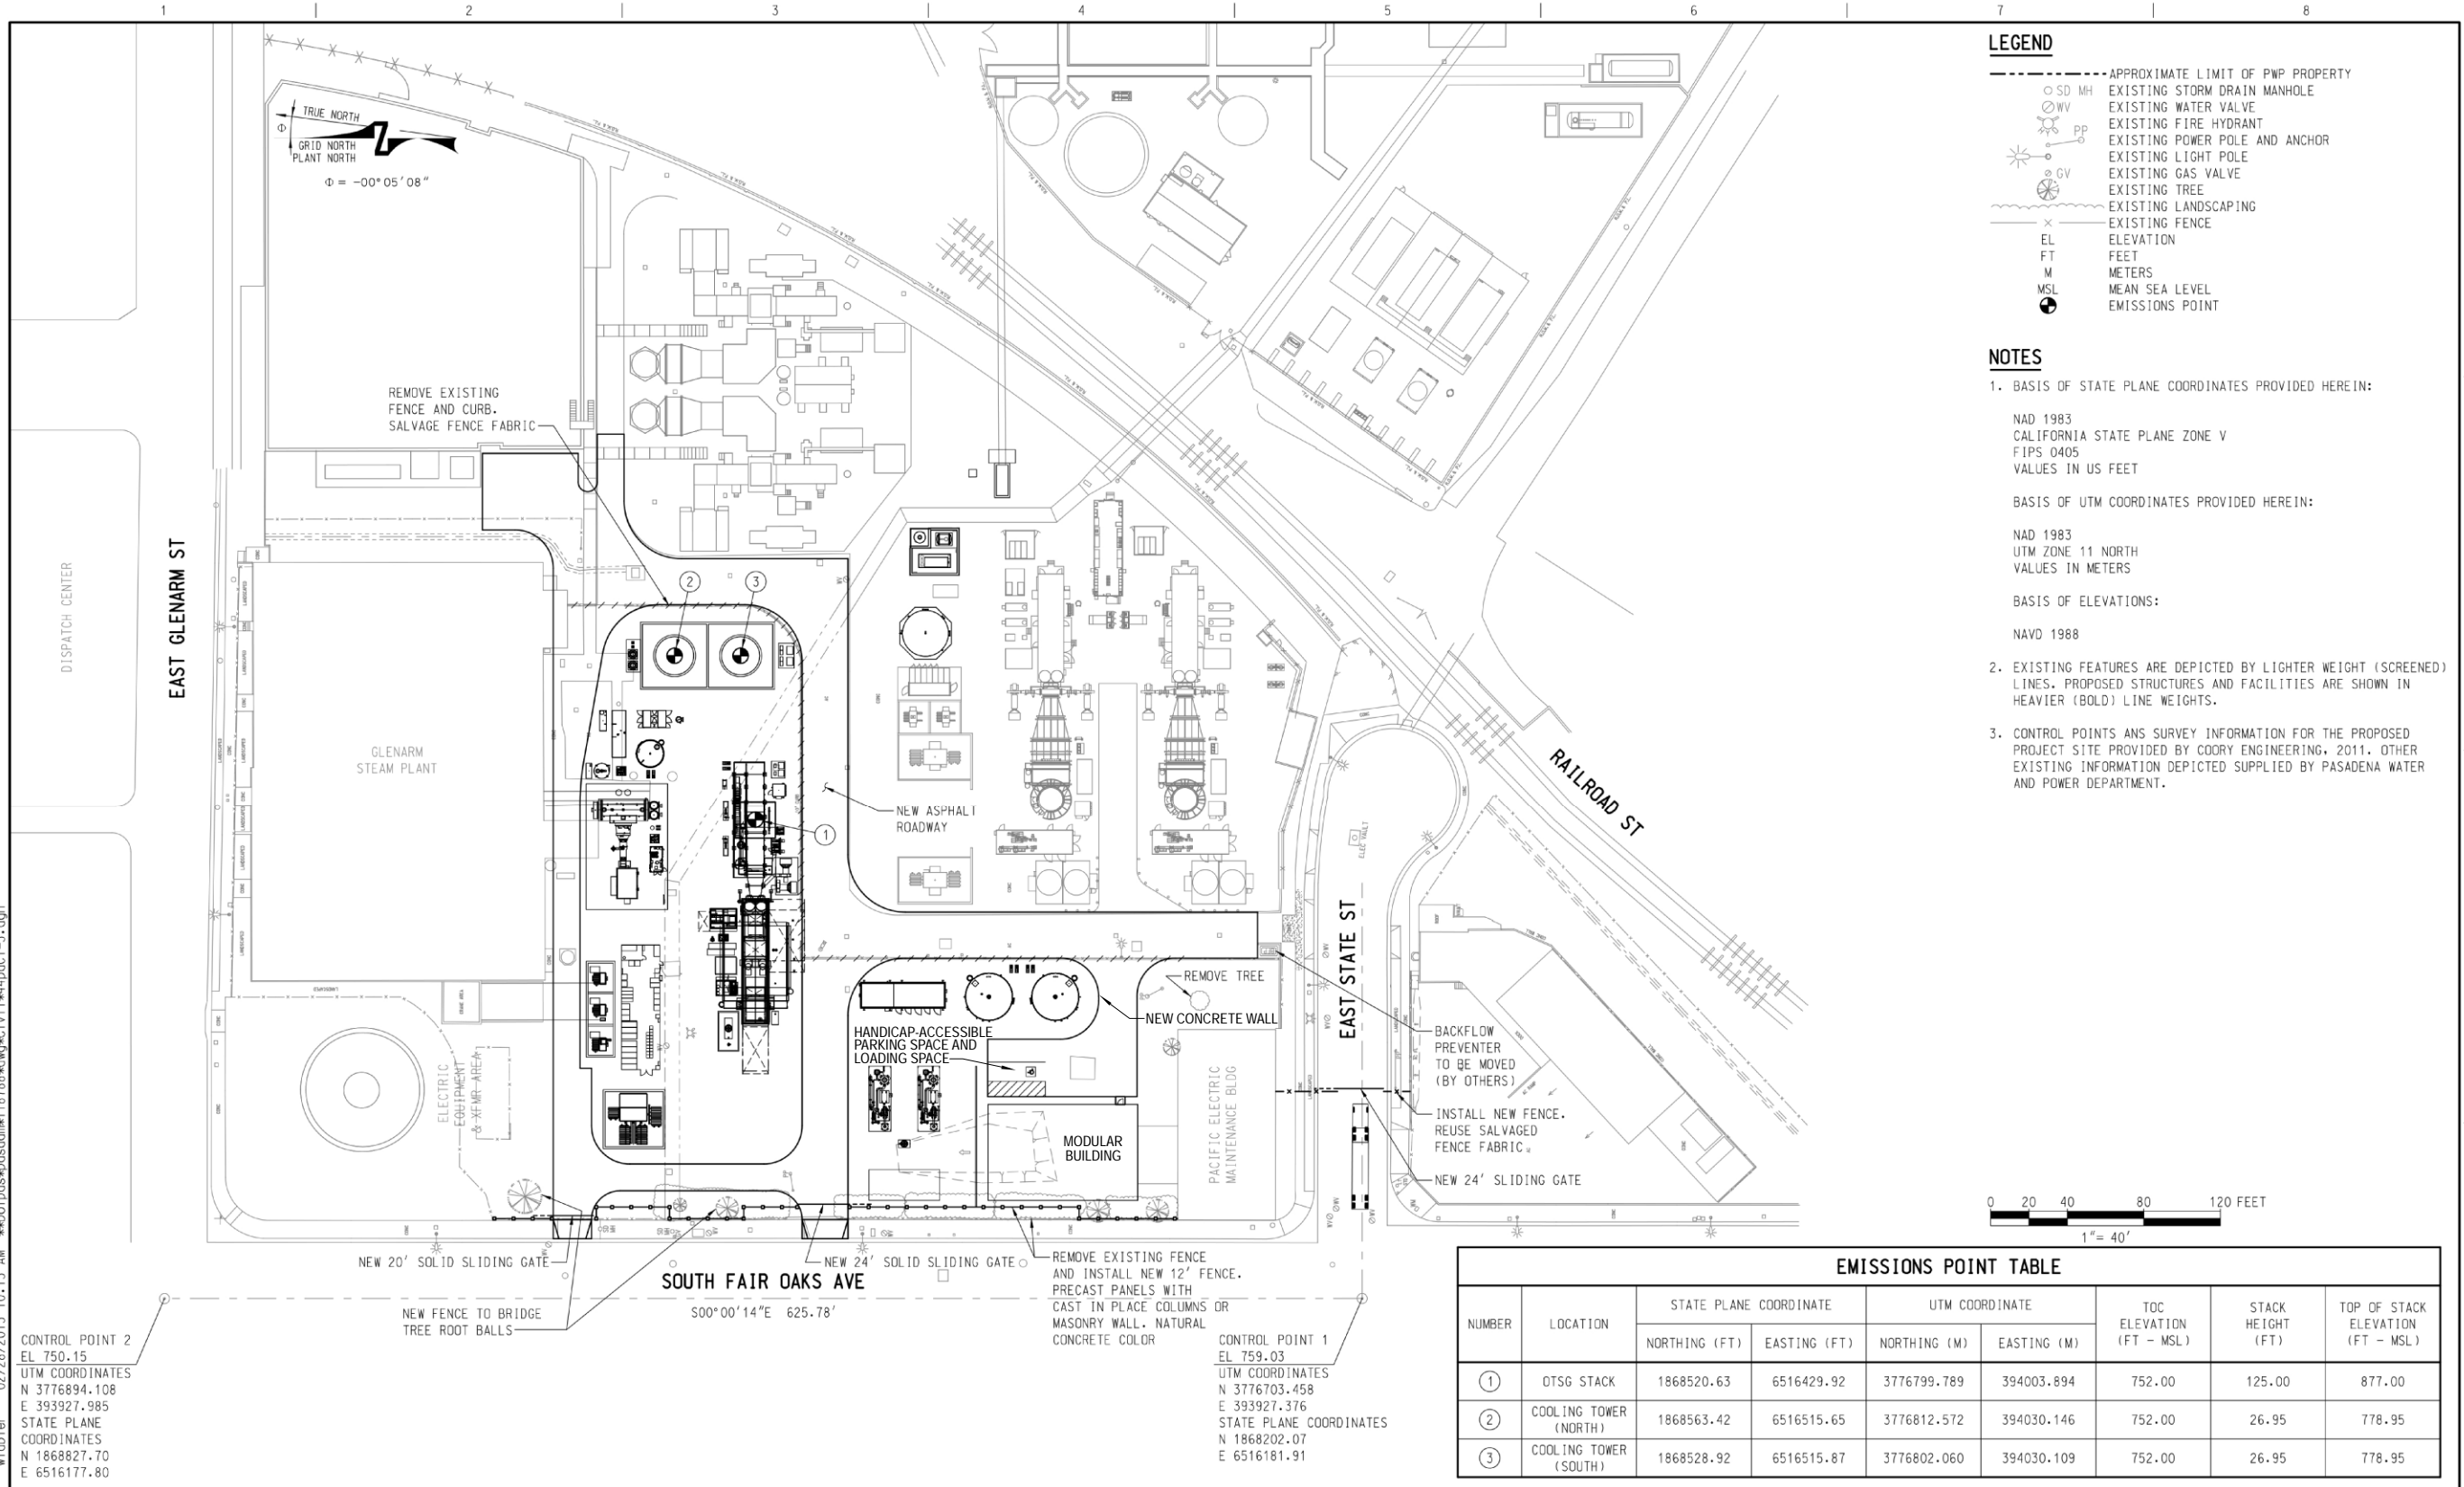 1 2 3 4 5 6 7 8
TRUE NORTH
Φ
GRID NORTH
PLANT NORTH
Φ = -00°05'08"
LEGEND
APPROXIMATE LIMIT OF PWP PROPERTY
SD MH EXISTING STORM DRAIN MANHOLE
WV EXISTING WATER VALVE
EXISTING FIRE HYDRANT
PP EXISTING POWER POLE AND ANCHOR
EXISTING LIGHT POLE
GV EXISTING GAS VALVE
EXISTING TREE
EXISTING LANDSCAPING
EXISTING FENCE
EL ELEVATION
FT FEET
M METERS
MSL MEAN SEA LEVEL
EMISSIONS POINT
NOTES
1. BASIS OF STATE PLANE COORDINATES PROVIDED HEREIN:
NAD 1983
CALIFORNIA STATE PLANE ZONE V
FIPS 0405
VALUES IN US FEET
BASIS OF UTM COORDINATES PROVIDED HEREIN:
NAD 1983
UTM ZONE 11 NORTH
VALUES IN METERS
BASIS OF ELEVATIONS:
NAVD 1988
2. EXISTING FEATURES ARE DEPICTED BY LIGHTER WEIGHT (SCREENED)
LINES. PROPOSED STRUCTURES AND FACILITIES ARE SHOWN IN
HEAVIER (BOLD) LINE WEIGHTS.
3. CONTROL POINTS ANS SURVEY INFORMATION FOR THE PROPOSED
PROJECT SITE PROVIDED BY COORY ENGINEERING, 2011. OTHER
EXISTING INFORMATION DEPICTED SUPPLIED BY PASADENA WATER
AND POWER DEPARTMENT.
REMOVE EXISTING
FENCE AND CURB.
SALVAGE FENCE FABRIC
DISPATCH CENTER
EAST GLENARM ST
GLENARM
STEAM PLANT
2
3
1
NEW ASPHALT
ROADWAY
RAILROAD ST
ELEC VAULT
EAST STATE ST
REMOVE TREE
NEW CONCRETE WALL
HANDICAP-ACCESSIBLE
PARKING SPACE AND
LOADING SPACE
ELECTRIC
EQUIPMENT
& XFMR AREA
MODULAR
BUILDING
PACIFIC ELECTRIC
MAINTENANCE BLDG
BACKFLOW
PREVENTER
TO BE MOVED
(BY OTHERS)
INSTALL NEW FENCE.
REUSE SALVAGED
FENCE FABRIC.
NEW 24' SLIDING GATE
NEW 20' SOLID SLIDING GATE
NEW 24' SOLID SLIDING GATE
SOUTH FAIR OAKS AVE
S00°00'14"E 625.78'
NEW FENCE TO BRIDGE
TREE ROOT BALLS
REMOVE EXISTING FENCE
AND INSTALL NEW 12' FENCE.
PRECAST PANELS WITH
CAST IN PLACE COLUMNS OR
MASONRY WALL. NATURAL
CONCRETE COLOR
CONTROL POINT 2
EL 750.15
UTM COORDINATES
N 3776894.108
E 393927.985
STATE PLANE
COORDINATES
N 1868827.70
E 6516177.80
CONTROL POINT 1
EL 759.03
UTM COORDINATES
N 3776703.458
E 393927.376
STATE PLANE COORDINATES
N 1868202.07
E 6516181.91
0 20 40 80 120 FEET
1"= 40'
EMISSIONS POINT TABLE
NUMBER LOCATION STATE PLANE COORDINATE UTM COORDINATE TOC ELEVATION (FT - MSL) STACK HEIGHT (FT) TOP OF STACK ELEVATION (FT - MSL)
NORTHING (FT) EASTING (FT) NORTHING (M) EASTING (M)
1 OTSG STACK 1868520.63 6516429.92 3776799.789 394003.894 752.00 125.00 877.00
2 COOLING TOWER (NORTH) 1868563.42 6516515.65 3776812.572 394030.146 752.00 26.95 778.95
3 COOLING TOWER (SOUTH) 1868528.92 6516515.87 3776802.060 394030.109 752.00 26.95 778.95